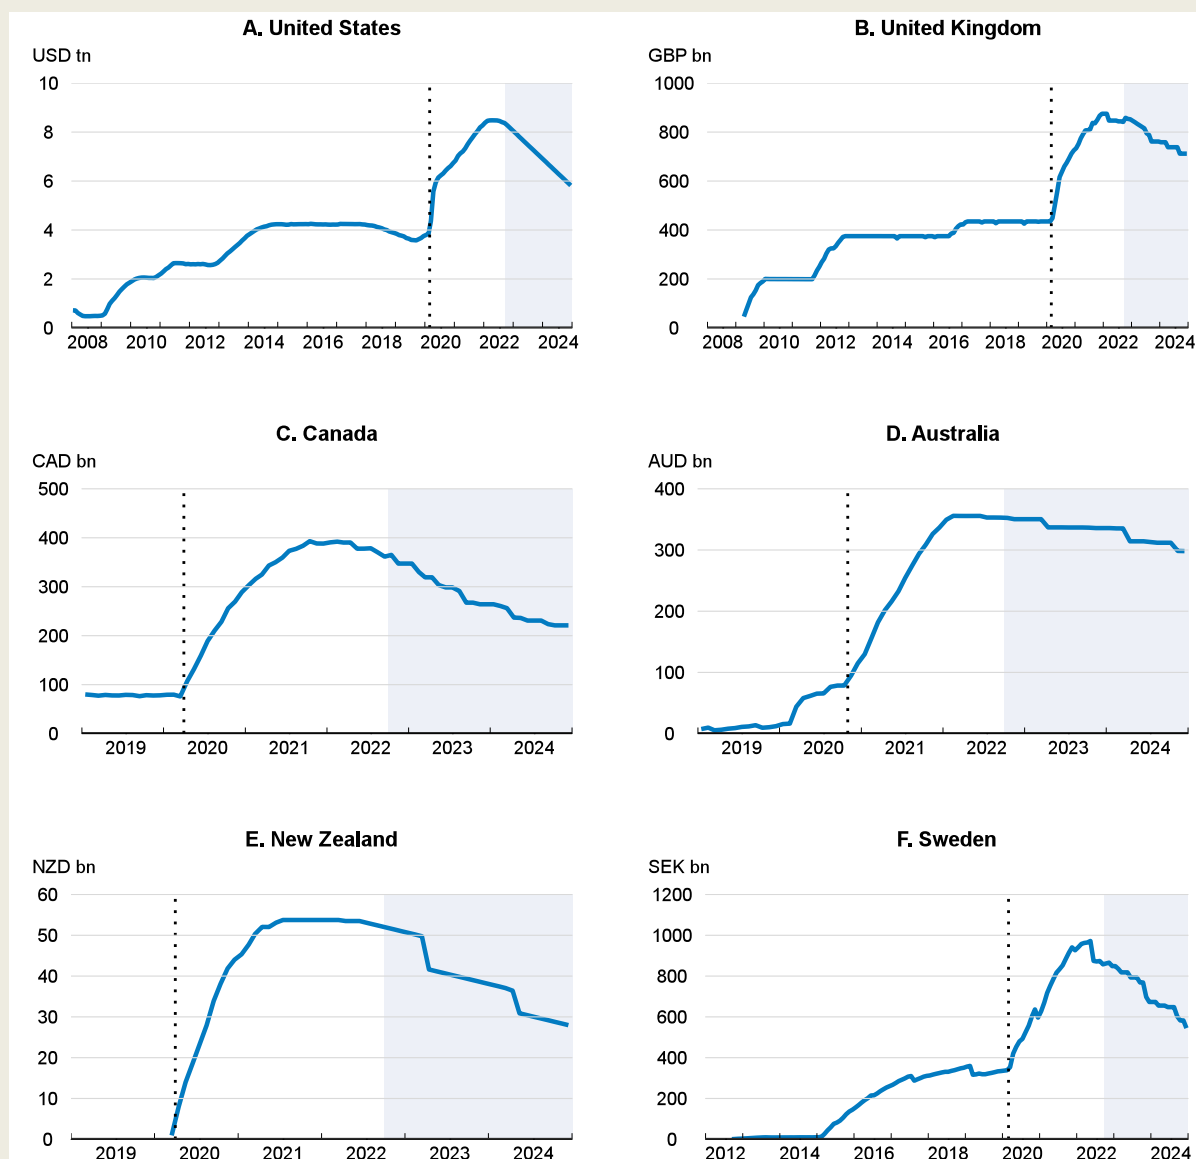 A. United States
USD tn
10
8
6
4
2
0
2008 2010 2012 2014 2016 2018 2020 2022 2024
B. United Kingdom
GBP bn
1000
800
600
400
200
0
2008 2010 2012 2014 2016 2018 2020 2022 2024
C. Canada
CAD bn
500
400
300
200
100
0
2019 2020 2021 2022 2023 2024
D. Australia
AUD bn
400
300
200
100
0
2019 2020 2021 2022 2023 2024
E. New Zealand
NZD bn
60
50
40
30
20
10
0
2019 2020 2021 2022 2023 2024
F. Sweden
SEK bn
1200
1000
800
600
400
200
0
2012 2014 2016 2018 2020 2022 2024